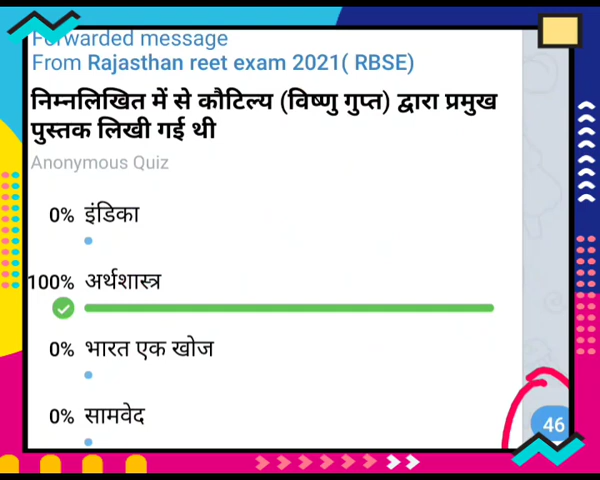 Forwarded message
From Rajasthan reet exam 2021( RBSE)
निम्नलिखित में से कौटिल्य (विष्णु गुप्त) द्वारा प्रमुख
पुस्तक लिखी गई थी
Anonymous Quiz
0% इंडिका
100% अर्थशास्त्र
0% भारत एक खोज
0% सामवेद
46